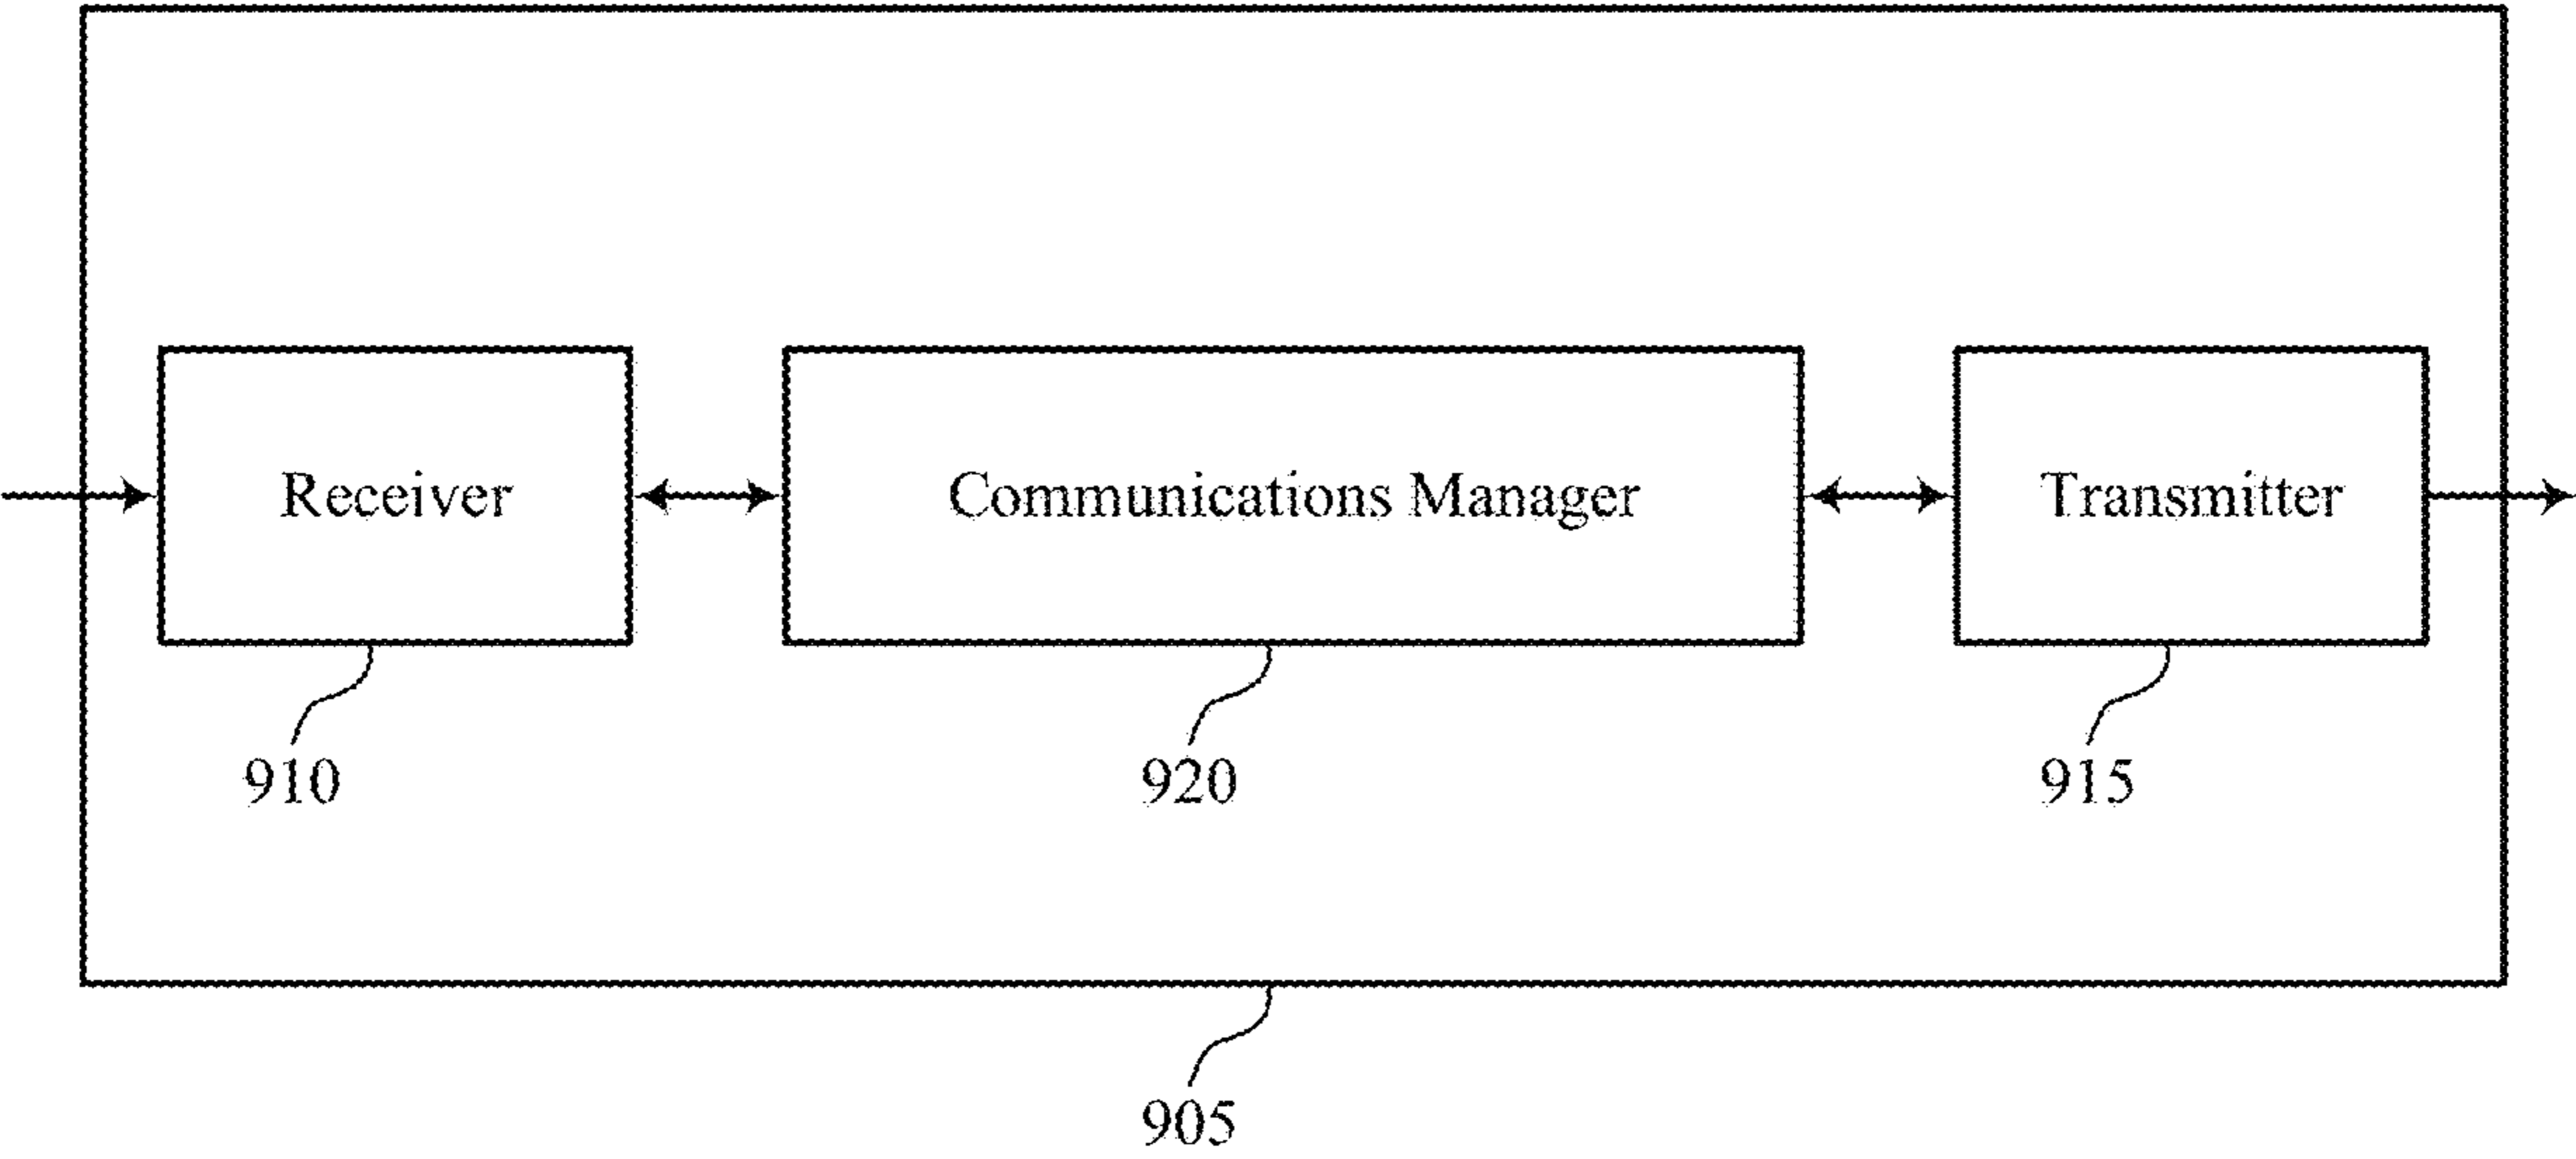 Receiver
Communications Manager
Transmitter
910
920
915
905